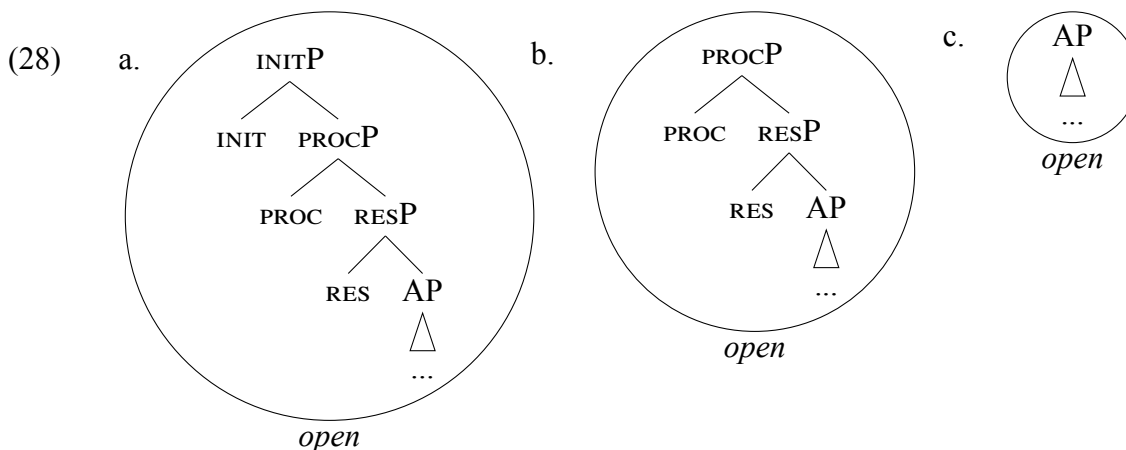 (28) a. INITP
INIT PROCP
PROC RESP
RES AP
...
open
b. PROCP
PROC RESP
RES AP
...
open
c. AP
...
open